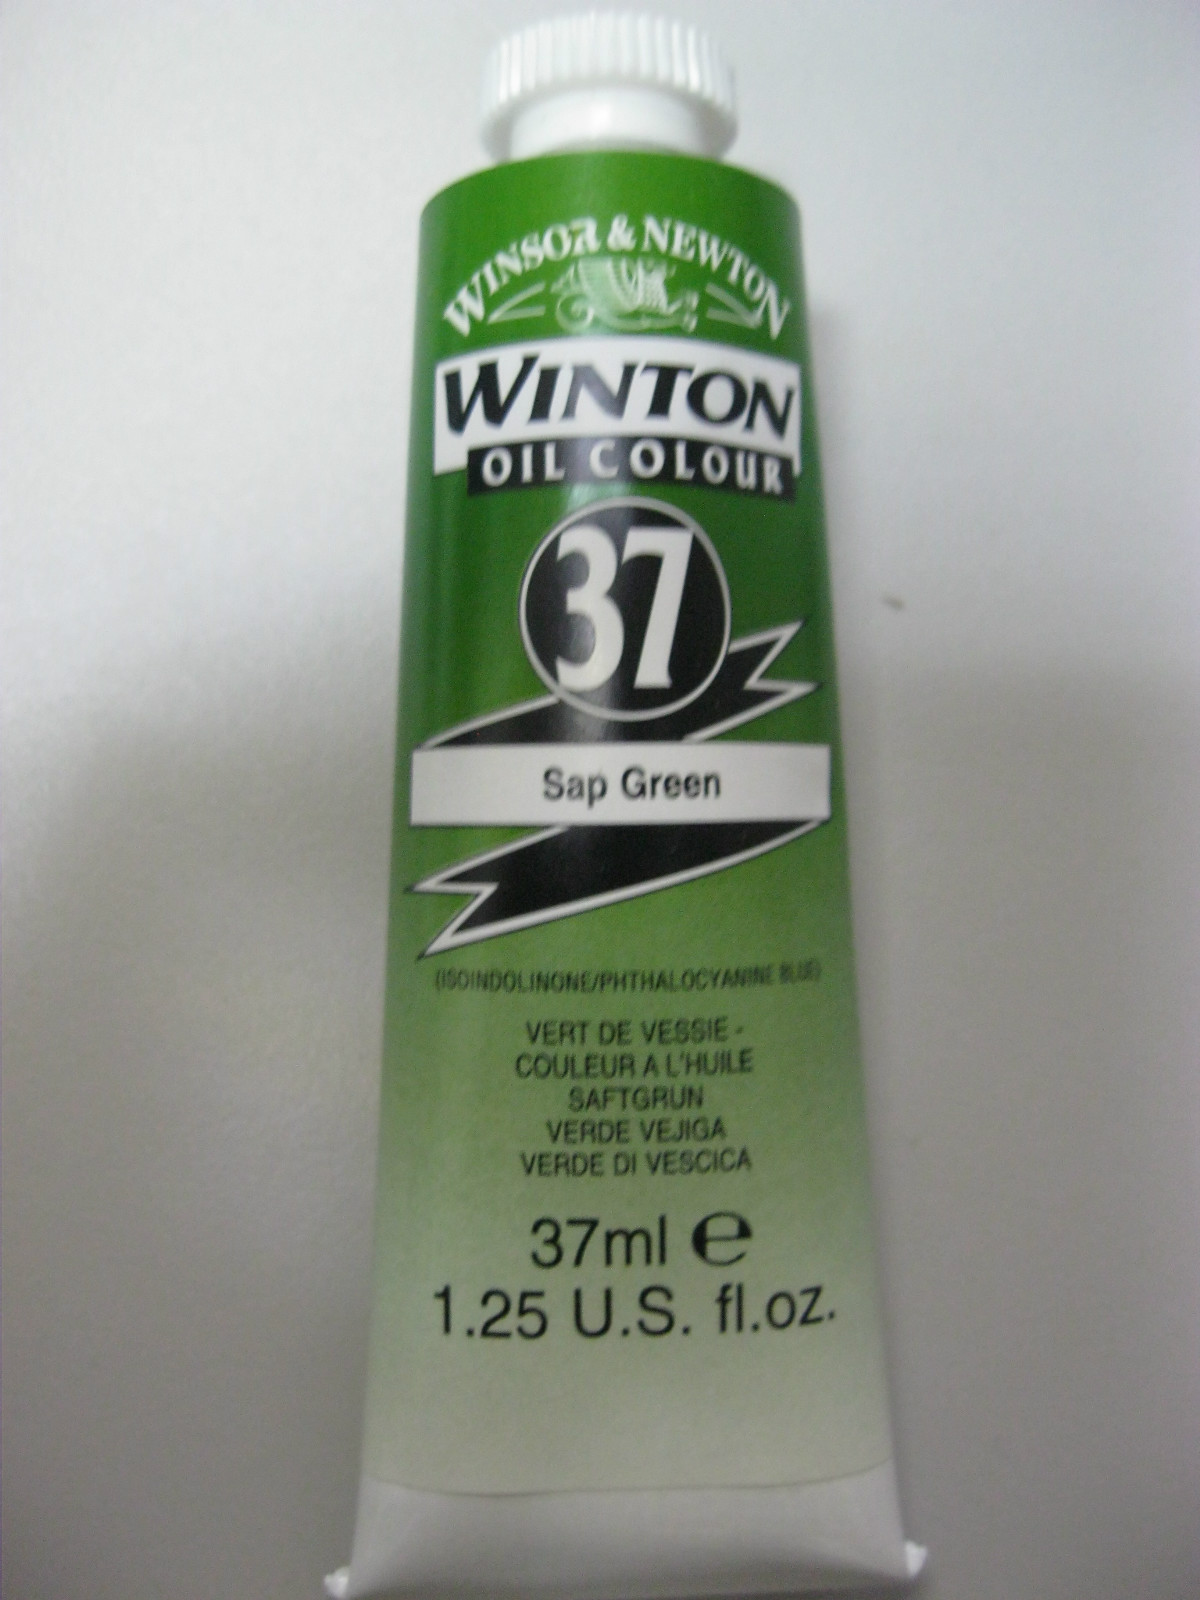 WINSOR & NEWTON
WINTON
OIL COLOUR
37
Sap Green
(ISOINDOLINONE/PHTHALOCYANINE BLUE)
VERT DE VESSIE -
COULEUR A L'HUILE
SAFTGRUN
VERDE VEJIGA
VERDE DI VESCICA
37ml ℮
1.25 U.S. fl.oz.